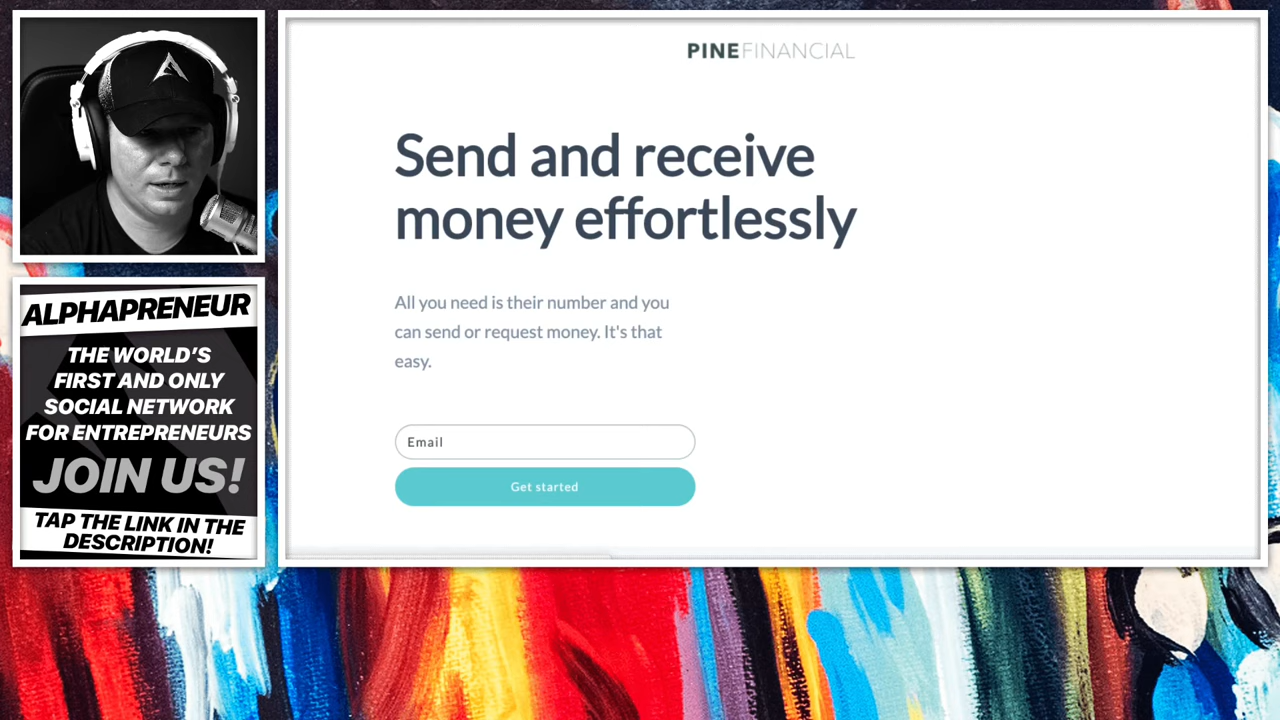 PINEFINANCIAL
Send and receive
money effortlessly
All you need is their number and you
can send or request money. It's that
easy.
Email
Get started
ALPHAPRENEUR
THE WORLD'S
FIRST AND ONLY
SOCIAL NETWORK
FOR ENTREPRENEURS
JOIN US!
TAP THE LINK IN THE
DESCRIPTION!